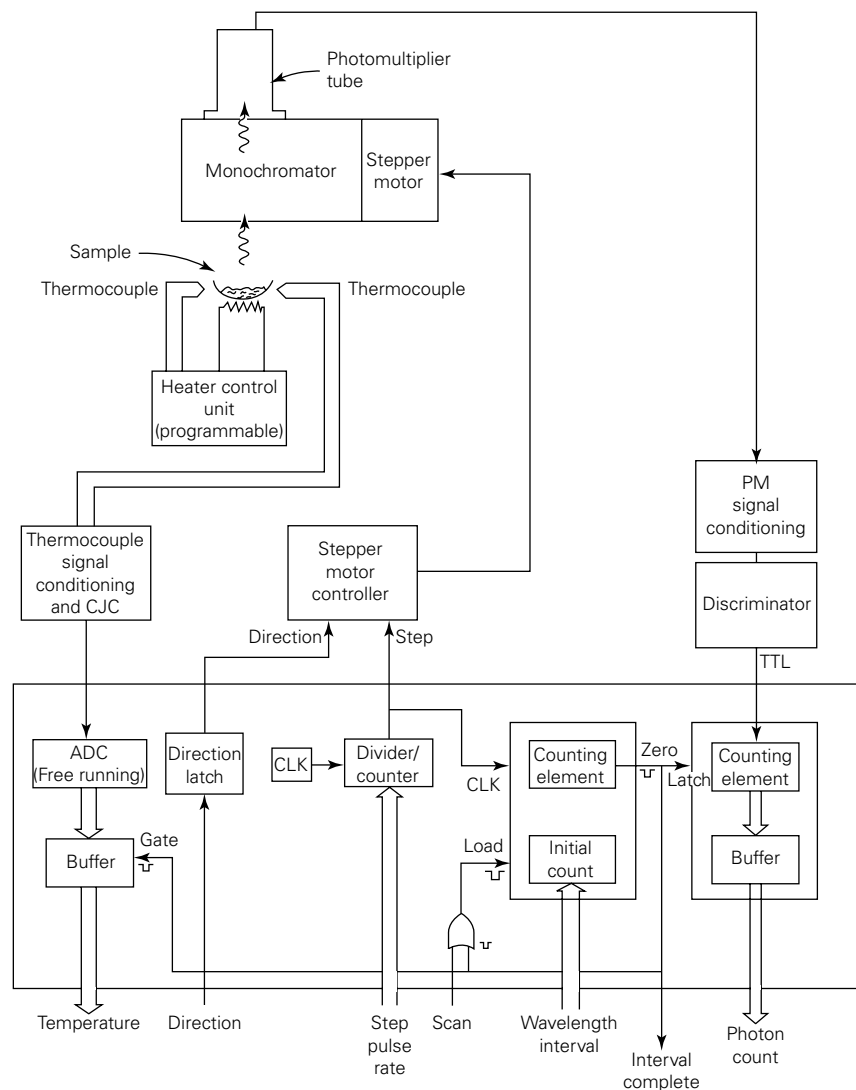 Photomultiplier
tube
Monochromator
Stepper
motor
Sample
Thermocouple
Thermocouple
Heater control
unit
(programmable)
PM
signal
conditioning
Thermocouple
signal
conditioning
and CJC
Stepper
motor
controller
Discriminator
Direction
Step
TTL
ADC
(Free running)
Direction
latch
CLK
Divider/
counter
CLK
Counting
element
Zero
Latch
Counting
element
Buffer
Gate
Load
Initial
count
Buffer
Temperature
Direction
Step
pulse
rate
Scan
Wavelength
interval
Interval
complete
Photon
count